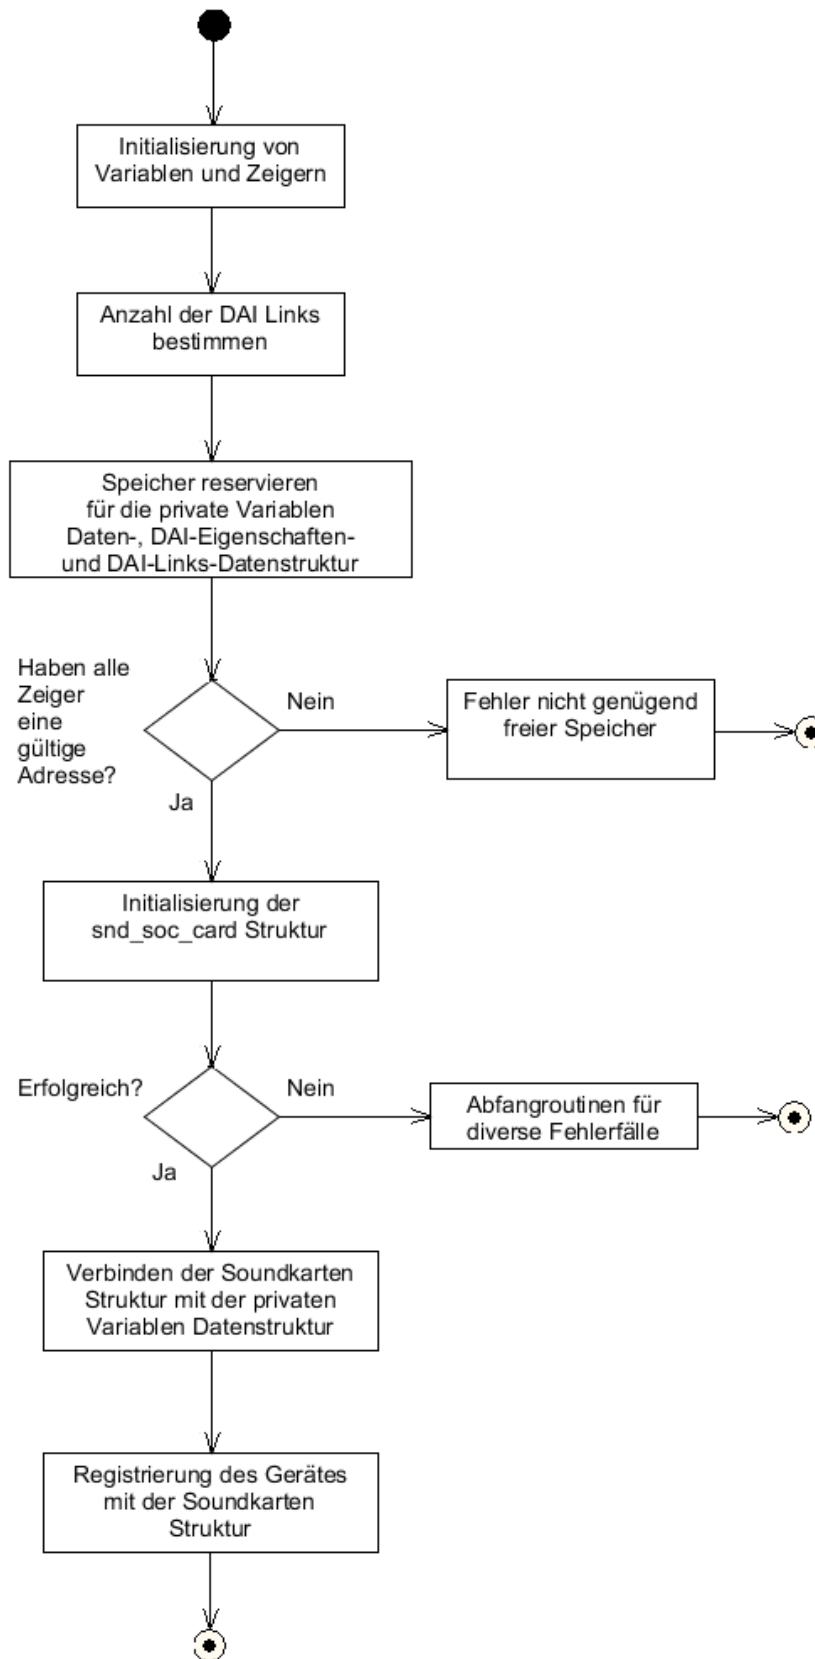 Initialisierung von
Variablen und Zeigern
Anzahl der DAI Links
bestimmen
Speicher reservieren
für die private Variablen
Daten-, DAI-Eigenschaften-
und DAI-Links-Datenstruktur
Haben alle
Zeiger
eine
gültige
Adresse?
Nein
Fehler nicht genügend
freier Speicher
Ja
Initialisierung der
snd_soc_card Struktur
Erfolgreich?
Nein
Abfangroutinen für
diverse Fehlerfälle
Ja
Verbinden der Soundkarten
Struktur mit der privaten
Variablen Datenstruktur
Registrierung des Gerätes
mit der Soundkarten
Struktur